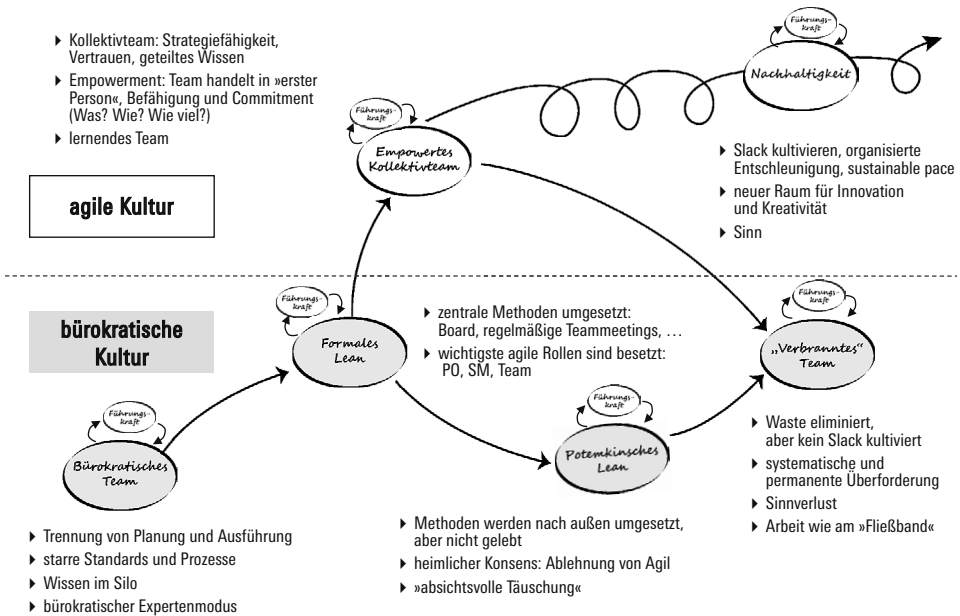 Führungs-
kraft
Nachhaltigkeit
▸ Kollektivteam: Strategiefähigkeit,
Vertrauen, geteiltes Wissen
▸ Empowerment: Team handelt in »erster
Person«, Befähigung und Commitment
(Was? Wie? Wie viel?)
▸ lernendes Team
Führungs-
kraft
Empowertes
Kollektivteam
▸ Slack kultivieren, organisierte
Entschleunigung, sustainable pace
▸ neuer Raum für Innovation
und Kreativität
▸ Sinn
agile Kultur
bürokratische
Kultur
Führungs-
kraft
Formales
Lean
▸ zentrale Methoden umgesetzt:
Board, regelmäßige Teammeetings, …
▸ wichtigste agile Rollen sind besetzt:
PO, SM, Team
Führungs-
kraft
„Verbranntes“
Team
Führungs-
kraft
Bürokratisches
Team
Führungs-
kraft
Potemkinsches
Lean
▸ Waste eliminiert,
aber kein Slack kultiviert
▸ systematische und
permanente Überforderung
▸ Sinnverlust
▸ Arbeit wie am »Fließband«
▸ Trennung von Planung und Ausführung
▸ starre Standards und Prozesse
▸ Wissen im Silo
▸ bürokratischer Expertenmodus
▸ Methoden werden nach außen umgesetzt,
aber nicht gelebt
▸ heimlicher Konsens: Ablehnung von Agil
▸ »absichtsvolle Täuschung«